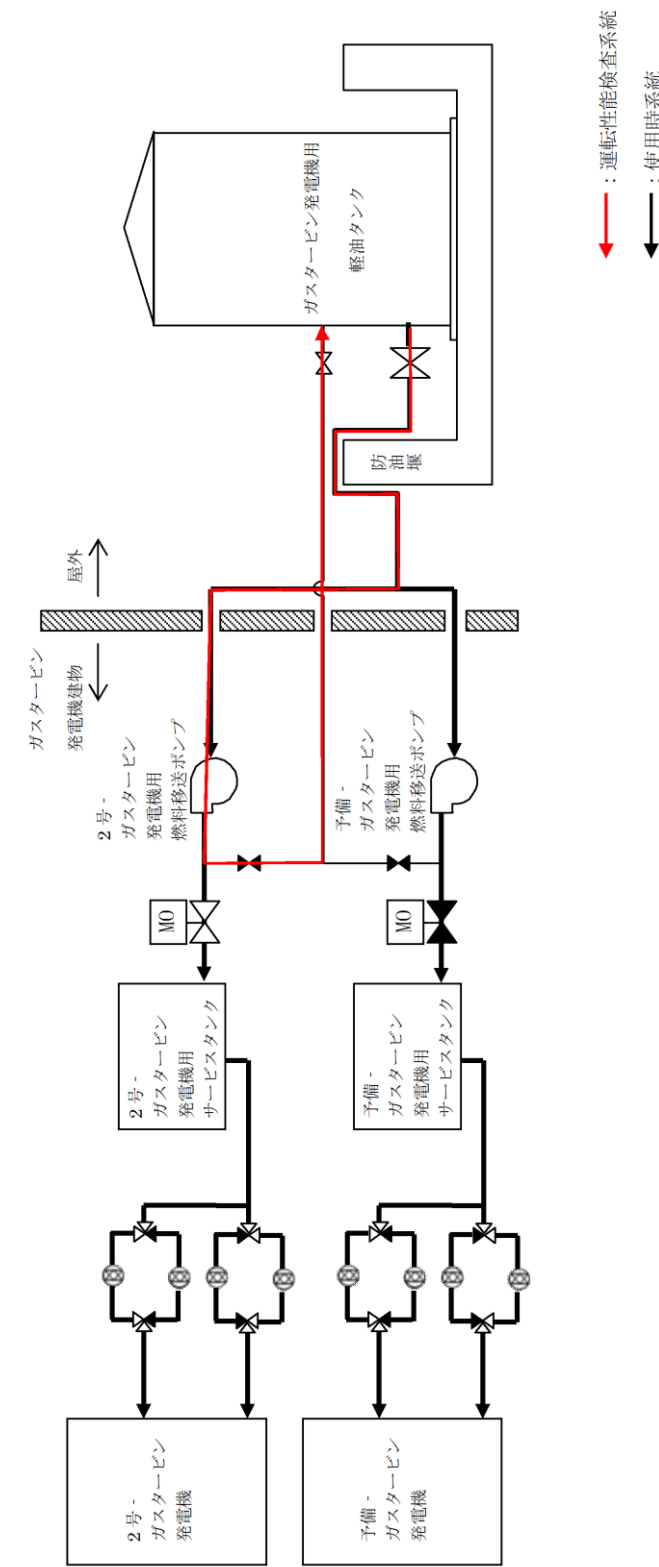 ガスタービン
発電機建物
屋外
2号-
ガスタービン
発電機
2号-
ガスタービン
発電機用
サービスタンク
MO
2号-
ガスタービン
発電機用
燃料移送ポンプ
ガスタービン発電機用
軽油タンク
防油堰
予備-
ガスタービン
発電機
予備-
ガスタービン
発電機用
サービスタンク
MO
予備-
ガスタービン
発電機用
燃料移送ポンプ
：運転性能検査系統
：使用時系統